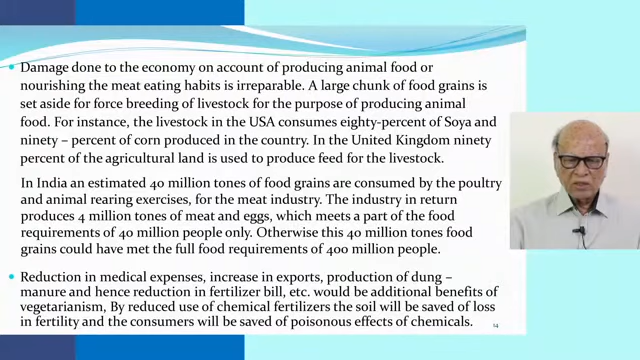 Damage done to the economy on account of producing animal food or
nourishing the meat eating habits is irreparable. A large chunk of food grains is
set aside for force breeding of livestock for the purpose of producing animal
food. For instance, the livestock in the USA consumes eighty-percent of Soya and
ninety – percent of corn produced in the country. In the United Kingdom ninety
percent of the agricultural land is used to produce feed for the livestock.
In India an estimated 40 million tones of food grains are consumed by the poultry
and animal rearing exercises, for the meat industry. The industry in return
produces 4 million tones of meat and eggs, which meets a part of the food
requirements of 40 million people only. Otherwise this 40 million tones food
grains could have met the full food requirements of 400 million people.
Reduction in medical expenses, increase in exports, production of dung –
manure and hence reduction in fertilizer bill, etc. would be additional benefits of
vegetarianism, By reduced use of chemical fertilizers the soil will be saved of loss
in fertility and the consumers will be saved of poisonous effects of chemicals.
14